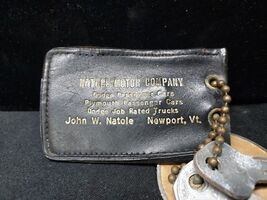 NATOLE MOTOR COMPANY
Dodge Passenger Cars
Plymouth Passenger Cars
Dodge Job Rated Trucks
John W. Natole Newport, Vt.